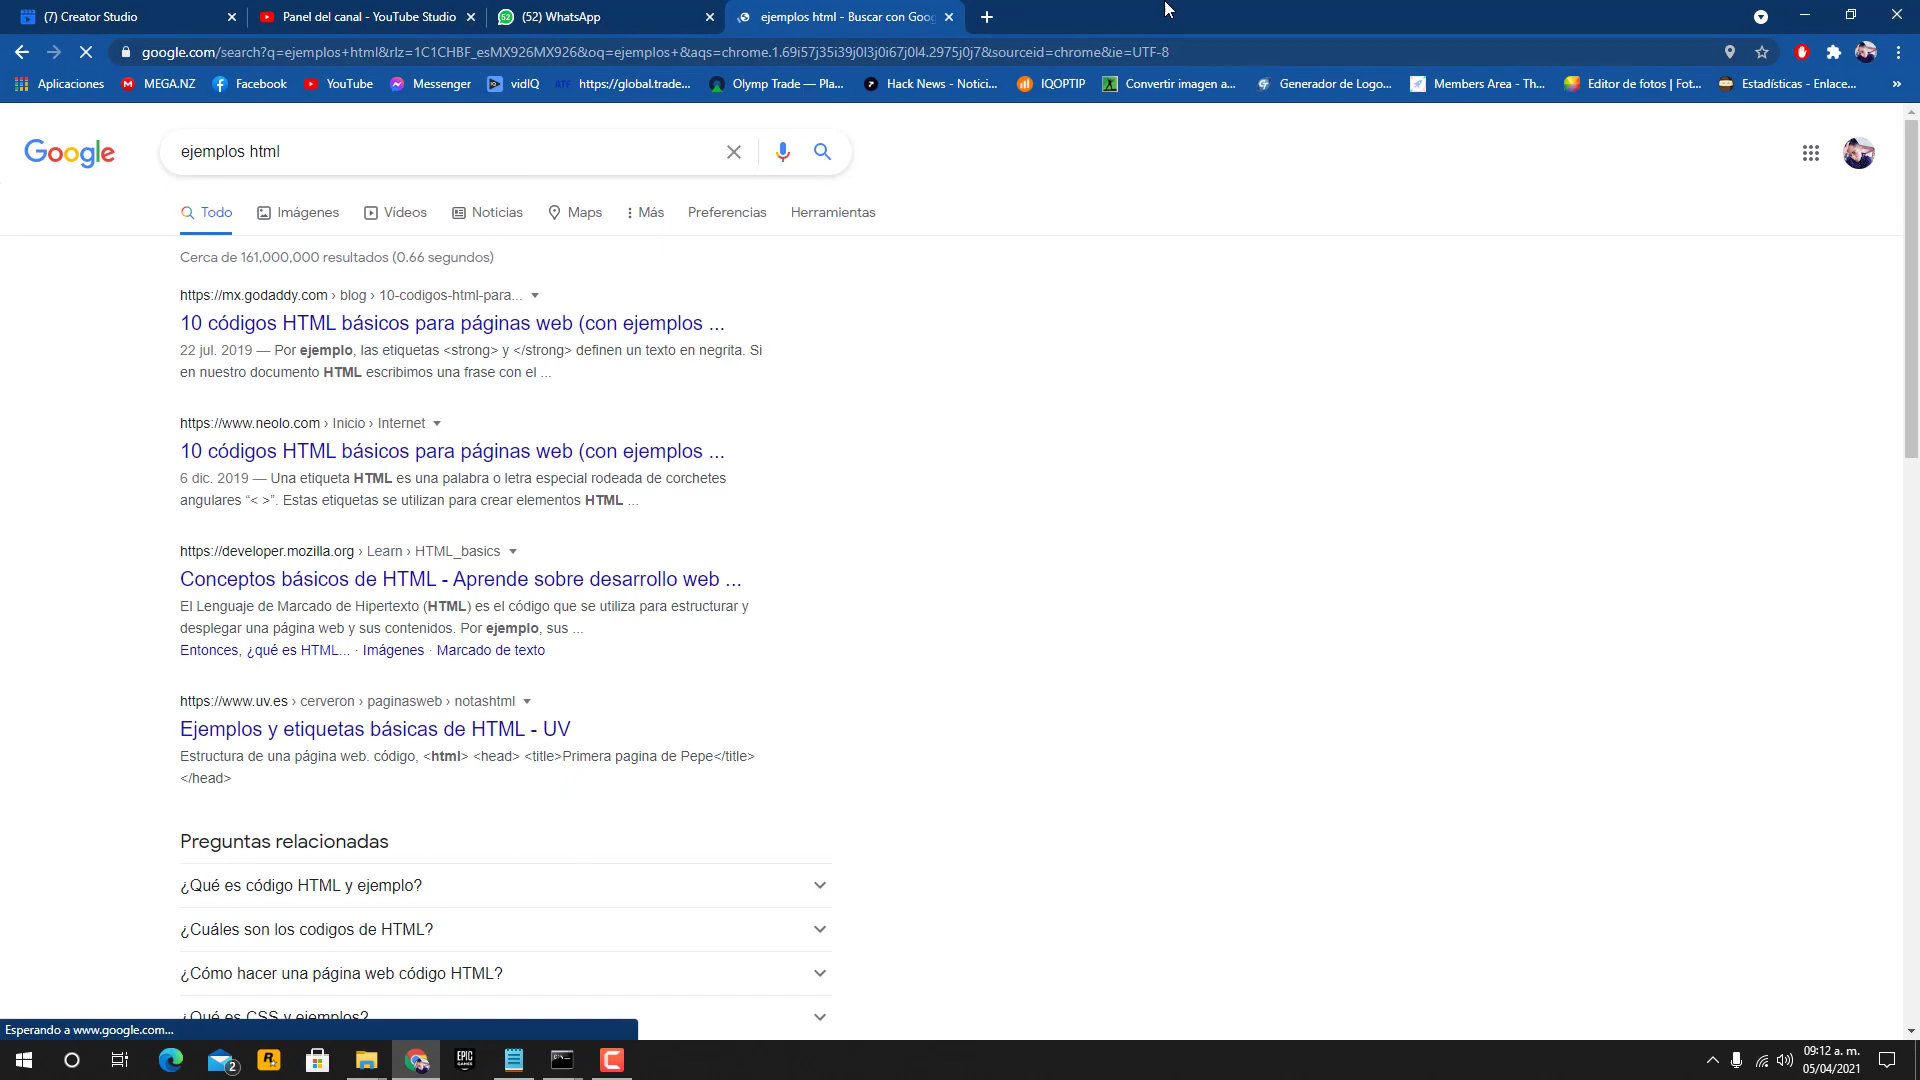 (7) Creator Studio
Panel del canal - YouTube Studio
52
(52) WhatsApp
ejemplos html - Buscar con Goog
google.com/search?q=ejemplos+html&rlz=1C1CHBF_esMX926MX926&oq=ejemplos+&aqs=chrome.1.69i57j35i39j0l3j0i67j0l4.2975j0j7&sourceid=chrome&ie=UTF-8
Aplicaciones
MEGA.NZ
Facebook
YouTube
Messenger
vidIQ
ATF
https://global.trade...
Olymp Trade — Pla...
Hack News - Notici...
IQOPTIP
Convertir imagen a...
Generador de Logo...
Members Area - Th...
Editor de fotos | Fot...
Estadísticas - Enlace...
Google
ejemplos html
Todo
Imágenes
Vídeos
Noticias
Maps
Más
Preferencias
Herramientas
Cerca de 161,000,000 resultados (0.66 segundos)
https://mx.godaddy.com › blog › 10-codigos-html-para...
10 códigos HTML básicos para páginas web (con ejemplos ...
22 jul. 2019 — Por ejemplo, las etiquetas <strong> y </strong> definen un texto en negrita. Si
en nuestro documento HTML escribimos una frase con el ...
https://www.neolo.com › Inicio › Internet
10 códigos HTML básicos para páginas web (con ejemplos ...
6 dic. 2019 — Una etiqueta HTML es una palabra o letra especial rodeada de corchetes
angulares “< >”. Estas etiquetas se utilizan para crear elementos HTML ...
https://developer.mozilla.org › Learn › HTML_basics
Conceptos básicos de HTML - Aprende sobre desarrollo web ...
El Lenguaje de Marcado de Hipertexto (HTML) es el código que se utiliza para estructurar y
desplegar una página web y sus contenidos. Por ejemplo, sus ...
Entonces, ¿qué es HTML... · Imágenes · Marcado de texto
https://www.uv.es › cerveron › paginasweb › notashtml
Ejemplos y etiquetas básicas de HTML - UV
Estructura de una página web. código, <html> <head> <title>Primera pagina de Pepe</title>
</head>
Preguntas relacionadas
¿Qué es código HTML y ejemplo?
¿Cuáles son los codigos de HTML?
¿Cómo hacer una página web código HTML?
¿Qué es CSS y ejemplos?
Esperando a www.google.com...
2
R
EPIC
GAMES
C
09:12 a. m.
05/04/2021